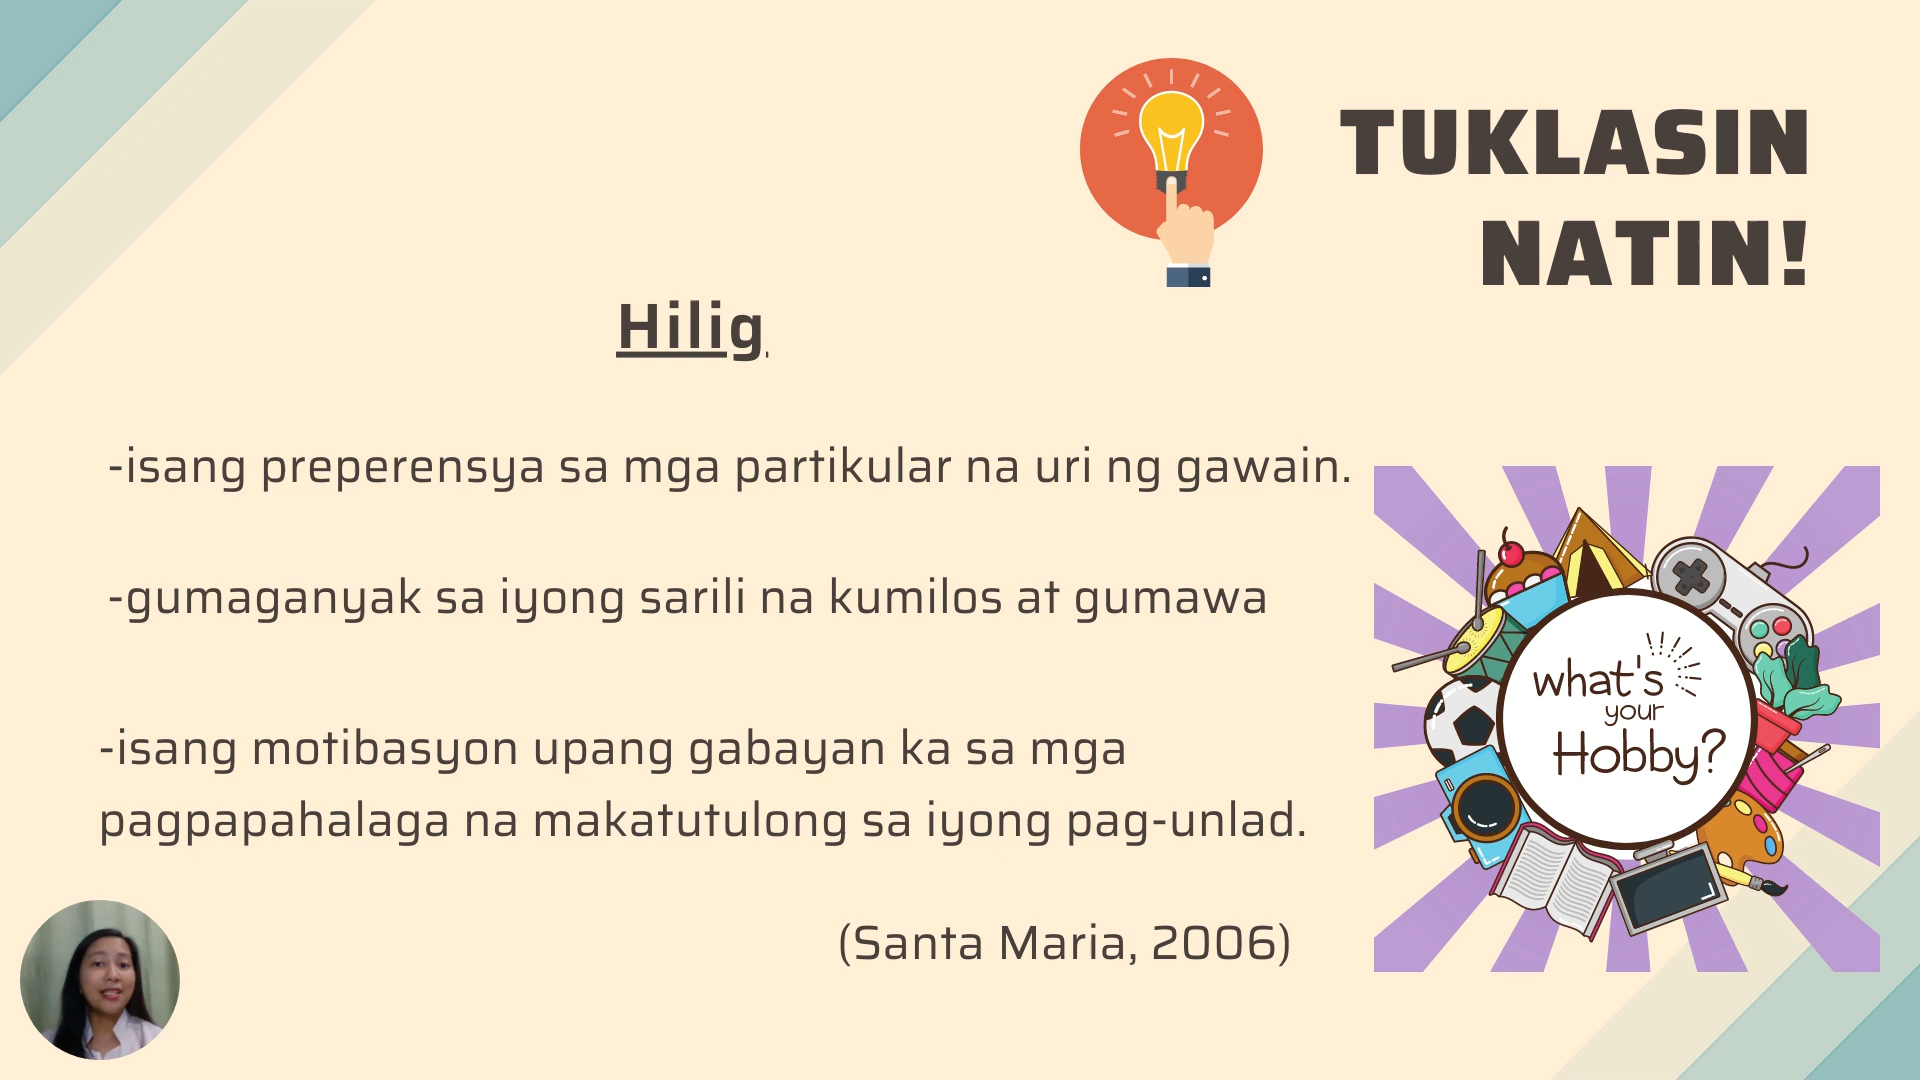 TUKLASIN
NATIN!
Hilig
-isang preperensya sa mga partikular na uri ng gawain.
-gumaganyak sa iyong sarili na kumilos at gumawa
-isang motibasyon upang gabayan ka sa mga
pagpapahalaga na makatutulong sa iyong pag-unlad.
(Santa Maria, 2006)
what's
your
Hobby?